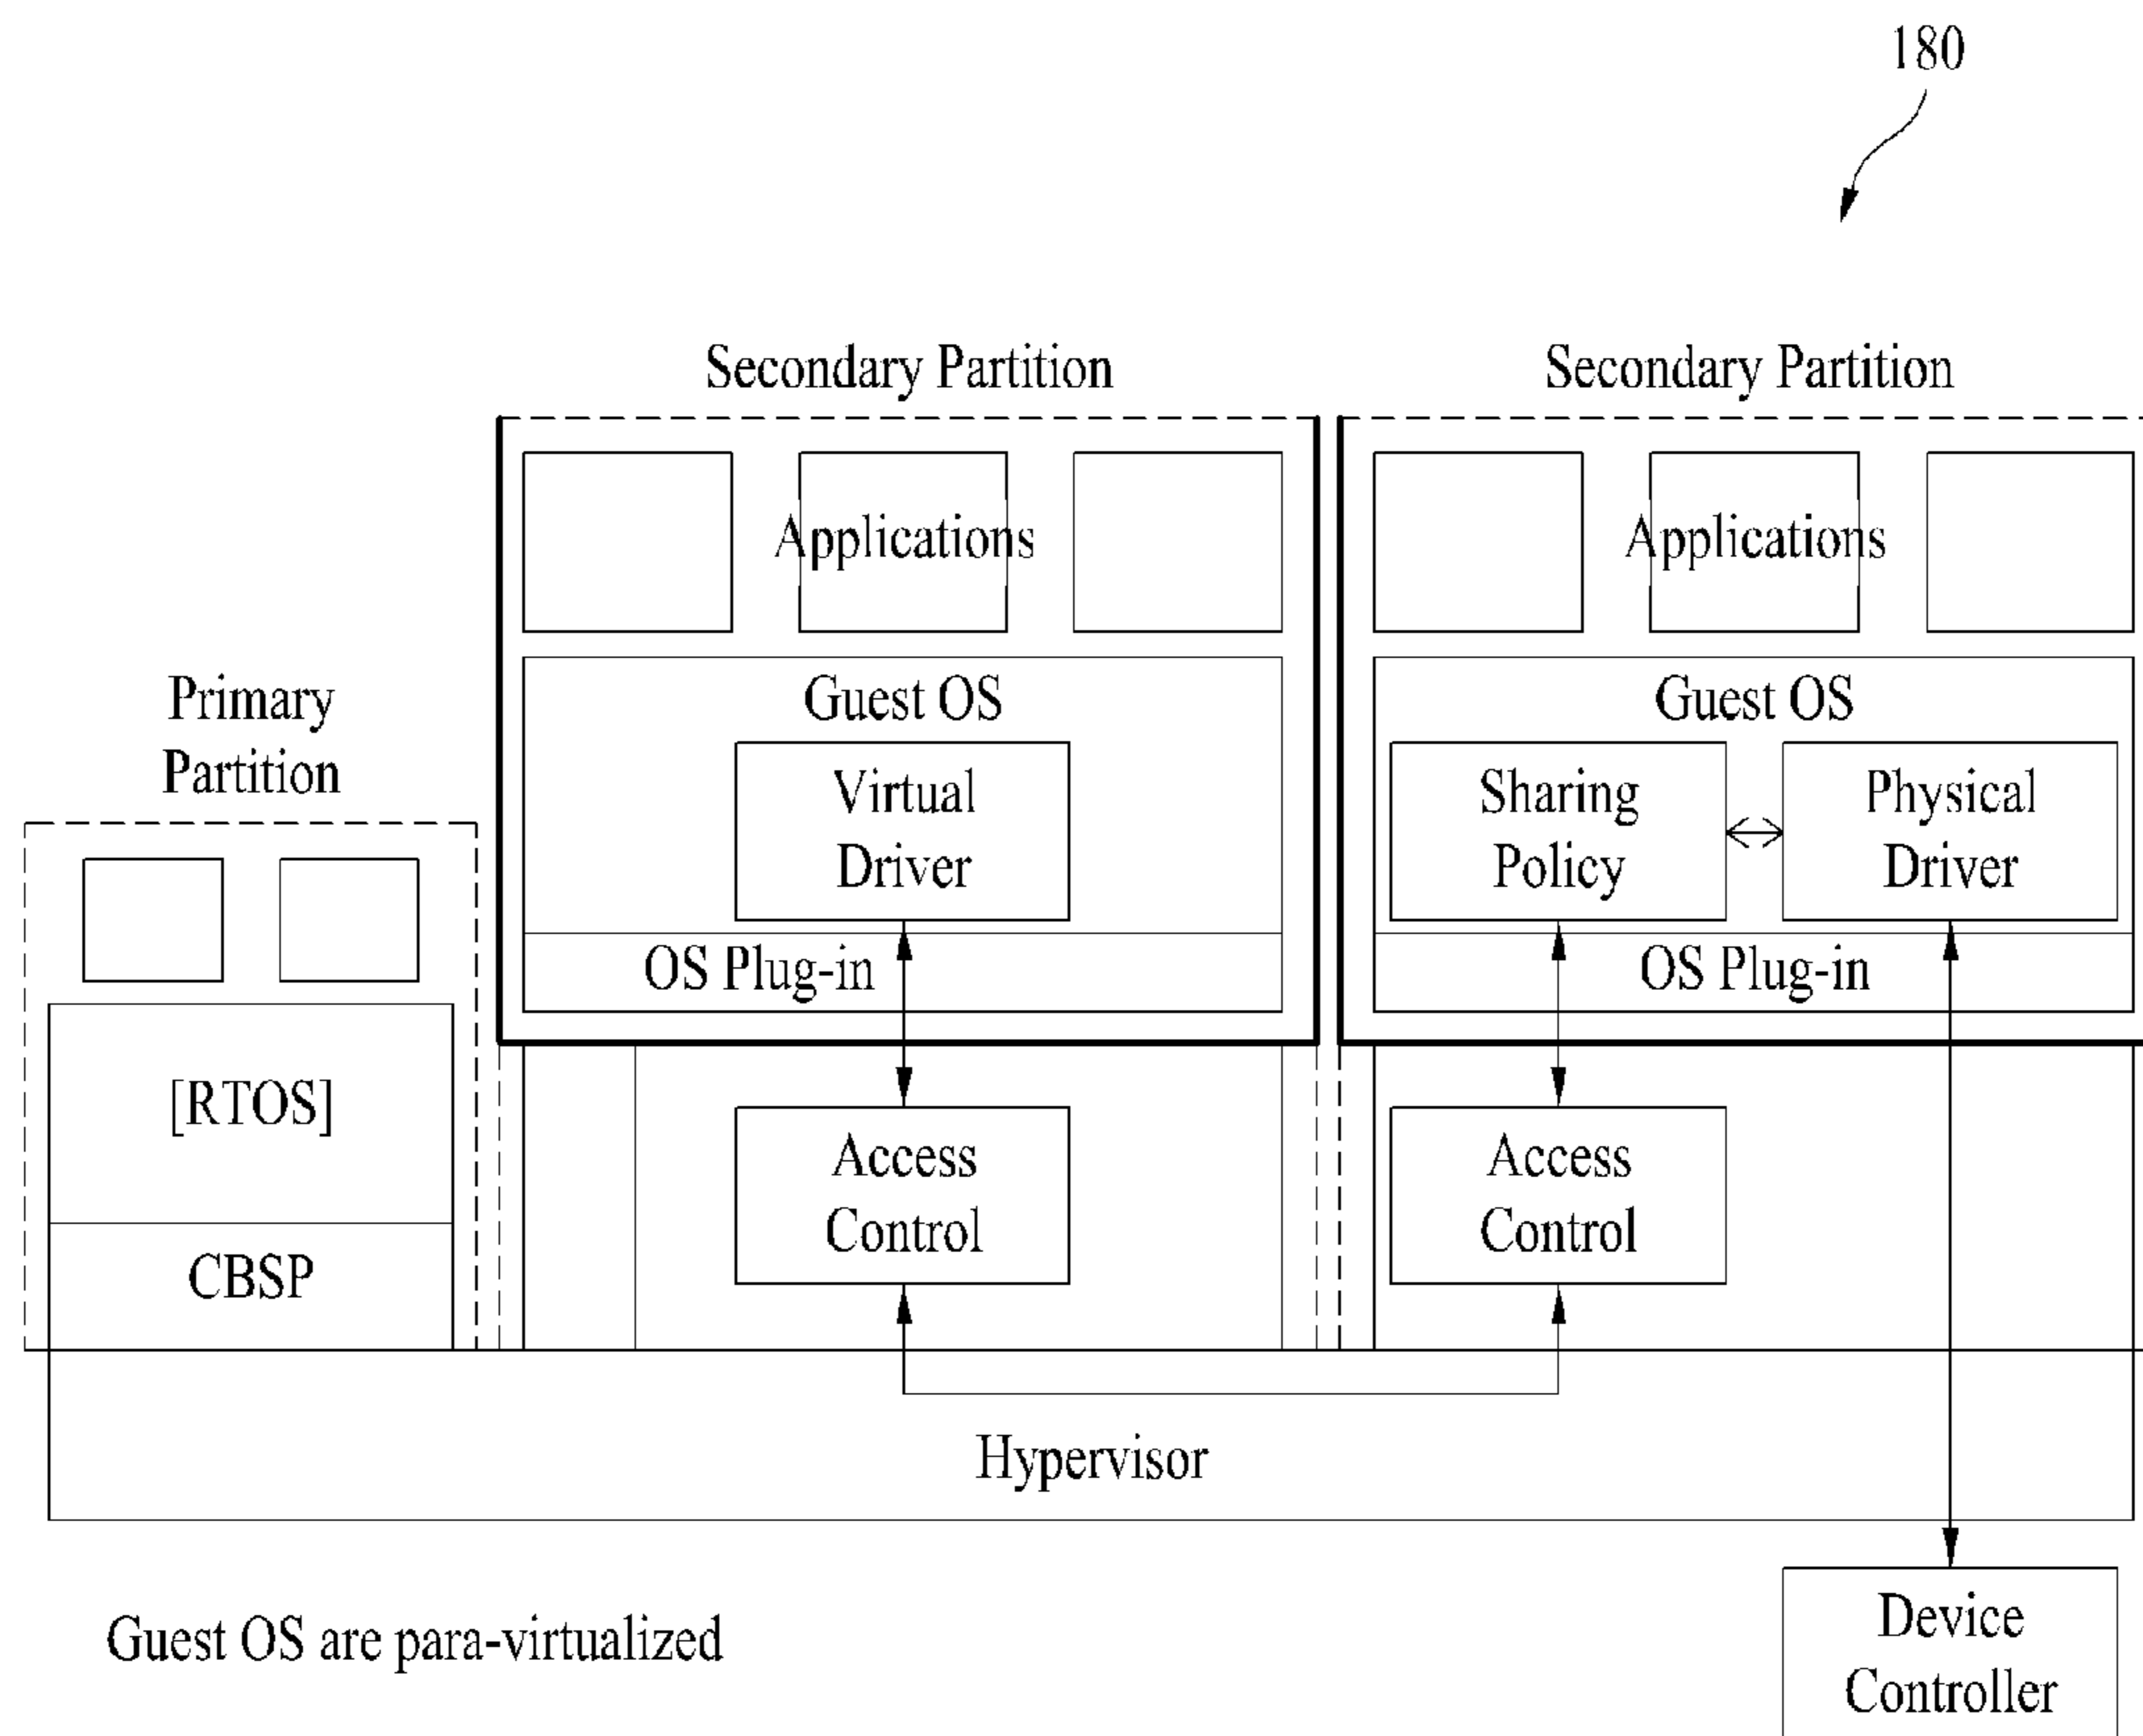 180
Secondary Partition
Secondary Partition
Applications
Applications
Primary
Partition
Guest OS
Guest OS
Virtual
Driver
Sharing
Policy
Physical
Driver
OS Plug-in
OS Plug-in
[RTOS]
CBSP
Access
Control
Access
Control
Hypervisor
Guest OS are para-virtualized
Device
Controller